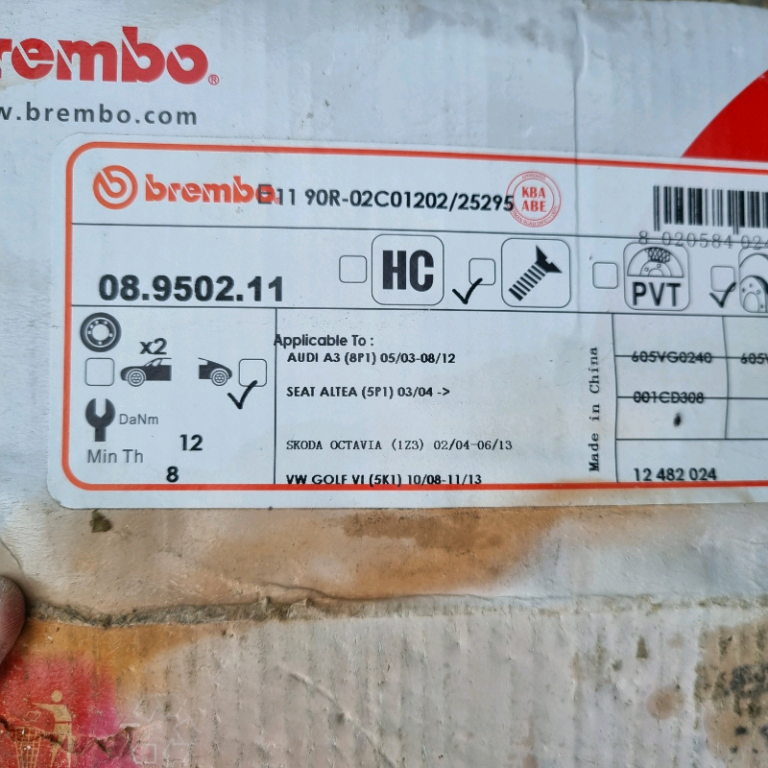 rembo®
w.brembo.com
brembo E11 90R-02C01202/25295 KBA ABE
8 020584 024
08.9502.11 HC PVT
x2
Applicable To :
AUDI A3 (8P1) 05/03-08/12
SEAT ALTEA (5P1) 03/04 ->
SKODA OCTAVIA (1Z3) 02/04-06/13
VW GOLF VI (5K1) 10/08-11/13
DaNm
12
Min Th
8
Made in China
605VG0240 605V
001CD308
12 482 024